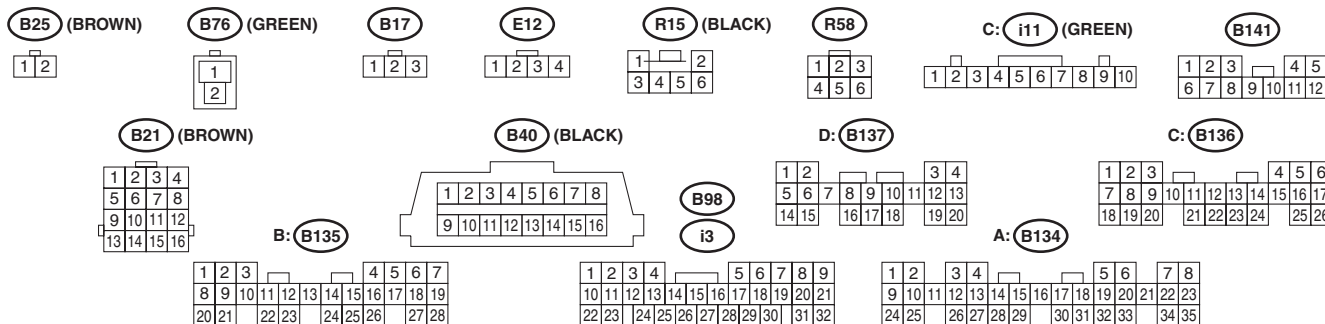 B25 (BROWN) B76 (GREEN) B17 E12 R15 (BLACK) R58 C: i11 (GREEN) B141
1 2
1
2
1 2 3
1 2 3 4
1 2
3 4 5 6
1 2 3
4 5 6
1 2 3 4 5 6 7 8 9 10
1 2 3 4 5
6 7 8 9 10 11 12
B21 (BROWN) B40 (BLACK) D: B137 C: B136
1 2 3 4
5 6 7 8
9 10 11 12
13 14 15 16
1 2 3 4 5 6 7 8
9 10 11 12 13 14 15 16
1 2 3 4
5 6 7 8 9 10 11 12 13
14 15 16 17 18 19 20
1 2 3 4 5 6
7 8 9 10 11 12 13 14 15 16 17
18 19 20 21 22 23 24 25 26
B: B135 B98 i3 A: B134
1 2 3 4 5 6 7
8 9 10 11 12 13 14 15 16 17 18 19
20 21 22 23 24 25 26 27 28
1 2 3 4 5 6 7 8 9
10 11 12 13 14 15 16 17 18 19 20 21
22 23 24 25 26 27 28 29 30 31 32
1 2 3 4 5 6 7 8
9 10 11 12 13 14 15 16 17 18 19 20 21 22 23
24 25 26 27 28 29 30 31 32 33 34 35